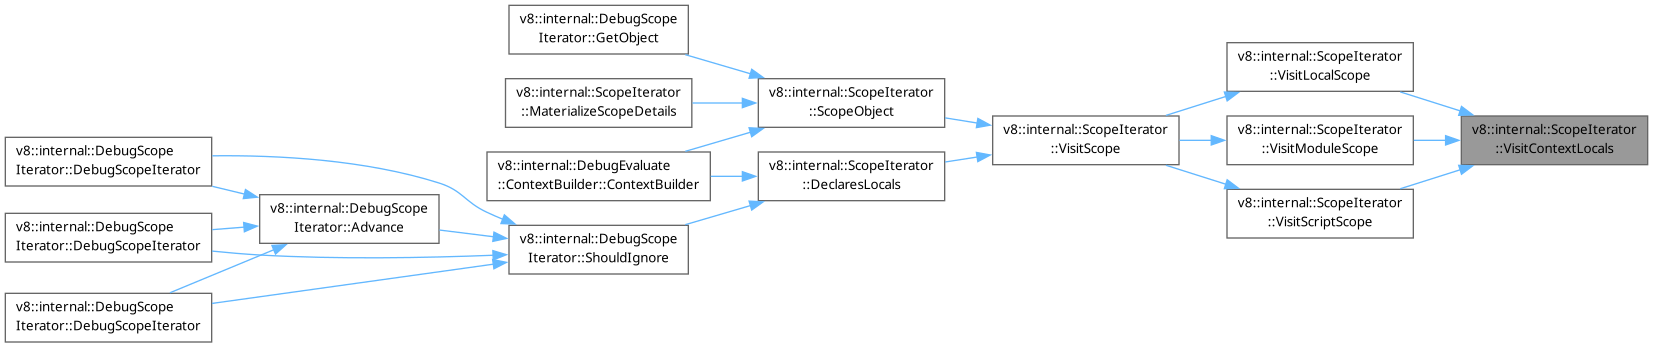 v8::internal::DebugScope
Iterator::DebugScopeIterator
v8::internal::DebugScope
Iterator::DebugScopeIterator
v8::internal::DebugScope
Iterator::DebugScopeIterator
v8::internal::DebugScope
Iterator::Advance
v8::internal::DebugScope
Iterator::GetObject
v8::internal::ScopeIterator
::MaterializeScopeDetails
v8::internal::DebugEvaluate
::ContextBuilder::ContextBuilder
v8::internal::DebugScope
Iterator::ShouldIgnore
v8::internal::ScopeIterator
::ScopeObject
v8::internal::ScopeIterator
::DeclaresLocals
v8::internal::ScopeIterator
::VisitScope
v8::internal::ScopeIterator
::VisitLocalScope
v8::internal::ScopeIterator
::VisitModuleScope
v8::internal::ScopeIterator
::VisitScriptScope
v8::internal::ScopeIterator
::VisitContextLocals